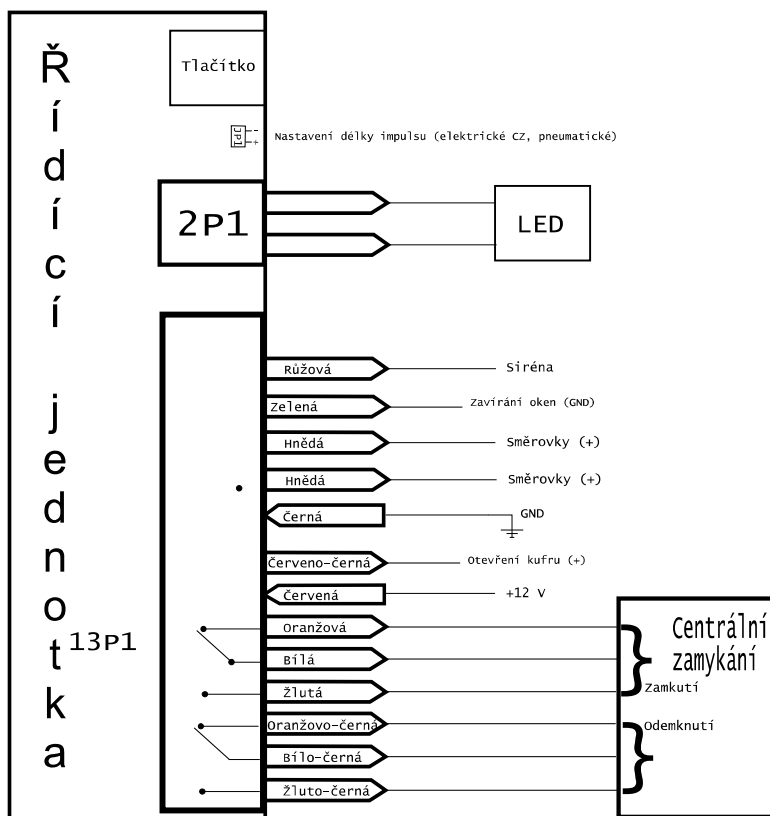 Řídící jednotka
Tlačítko
JP1
- +
Nastavení délky impulsu (elektrické CZ, pneumatické)
2P1
LED
Růžová
Siréna
Zelená
Zavírání oken (GND)
Hnědá
Směrovky (+)
Hnědá
Směrovky (+)
Černá
GND
Červeno-černá
Otevření kufru (+)
Červená
+12 V
13P1
Oranžová
Bílá
Žlutá
Oranžovo-černá
Bílo-černá
Žluto-černá
Centrální
zamykání
Zamkutí
Odemknutí